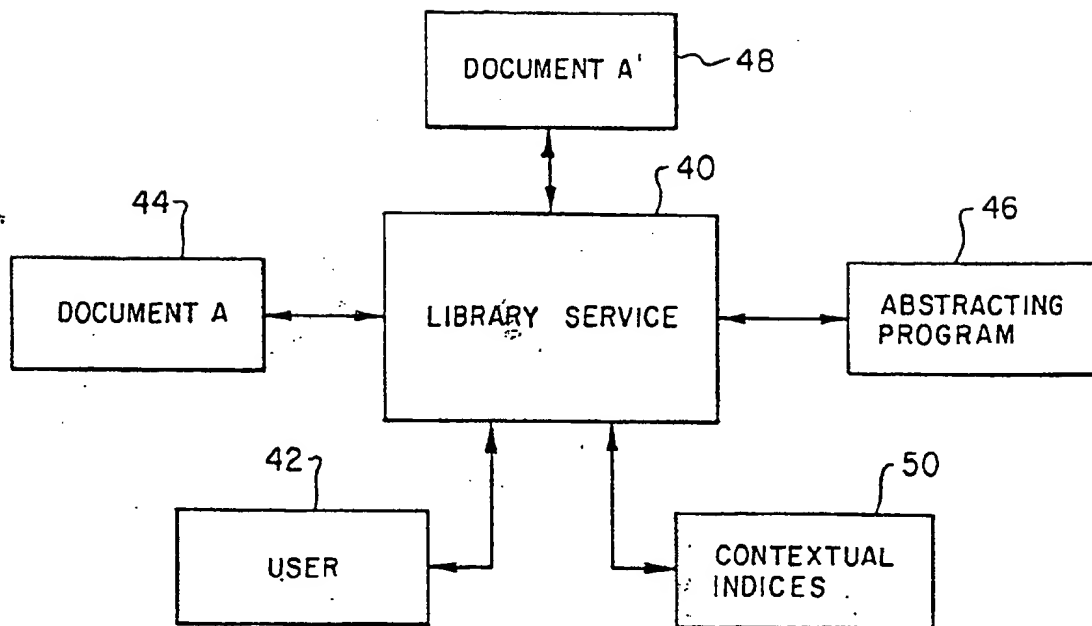 DOCUMENT A'
48
40
44
46
DOCUMENT A
LIBRARY SERVICE
ABSTRACTING
PROGRAM
42
50
USER
CONTEXTUAL
INDICES